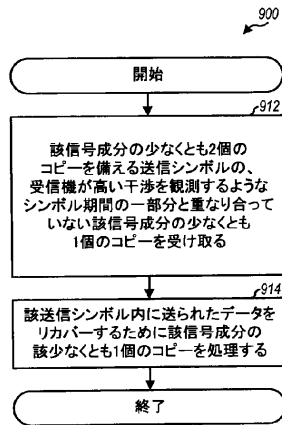 900
開始
912
該信号成分の少なくとも2個の
コピーを備える送信シンボルの、
受信機が高い干渉を観測するような
シンボル期間の一部分と重なり合って
いない該信号成分の少なくとも
1個のコピーを受け取る
914
該送信シンボル内に送られたデータを
リカバーするために該信号成分の
該少なくとも1個のコピーを処理する
終了